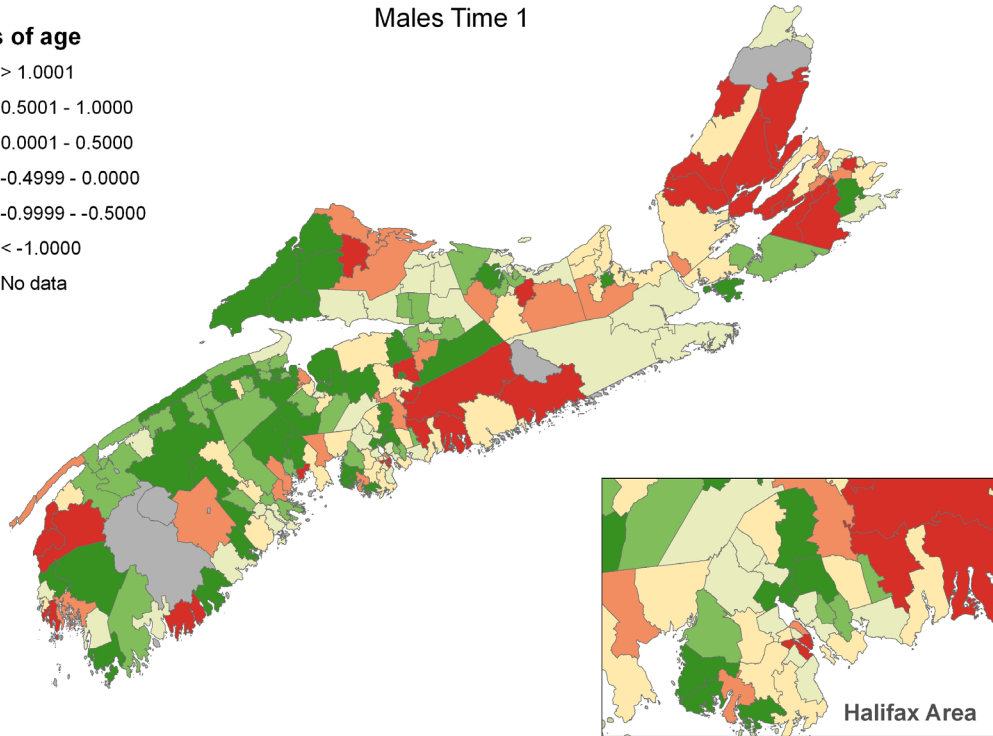 Males Time 1
s of age
> 1.0001
0.5001 - 1.0000
0.0001 - 0.5000
-0.4999 - 0.0000
-0.9999 - -0.5000
< -1.0000
No data
Halifax Area